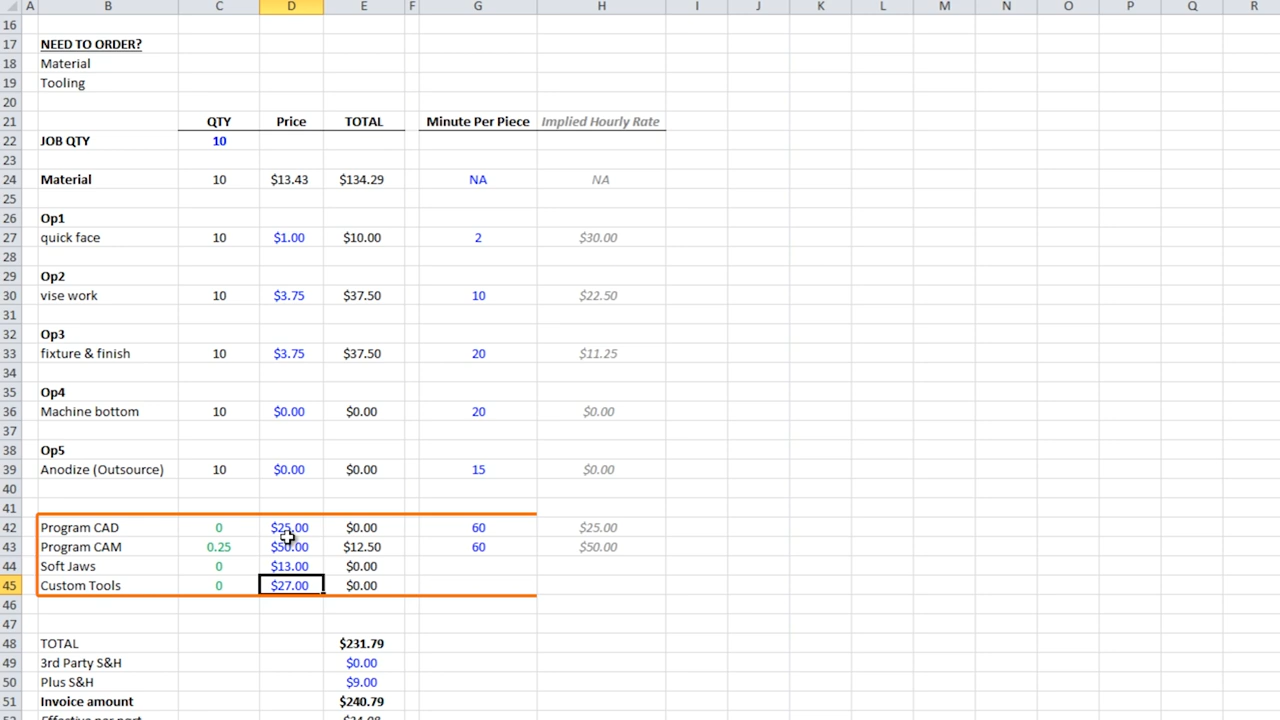 A B C D E F G H I J K L M N O P Q R
16
17 NEED TO ORDER?
18 Material
19 Tooling
20
21 QTY Price TOTAL Minute Per Piece Implied Hourly Rate
22 JOB QTY 10
23
24 Material 10 $13.43 $134.29 NA NA
25
26 Op1
27 quick face 10 $1.00 $10.00 2 $30.00
28
29 Op2
30 vise work 10 $3.75 $37.50 10 $22.50
31
32 Op3
33 fixture & finish 10 $3.75 $37.50 20 $11.25
34
35 Op4
36 Machine bottom 10 $0.00 $0.00 20 $0.00
37
38 Op5
39 Anodize (Outsource) 10 $0.00 $0.00 15 $0.00
40
41
42 Program CAD 0 $25.00 $0.00 60 $25.00
43 Program CAM 0.25 $50.00 $12.50 60 $50.00
44 Soft Jaws 0 $13.00 $0.00
45 Custom Tools 0 $27.00 $0.00
46
47
48 TOTAL $231.79
49 3rd Party S&H $0.00
50 Plus S&H $9.00
51 Invoice amount $240.79
52 Effective per part $24.08